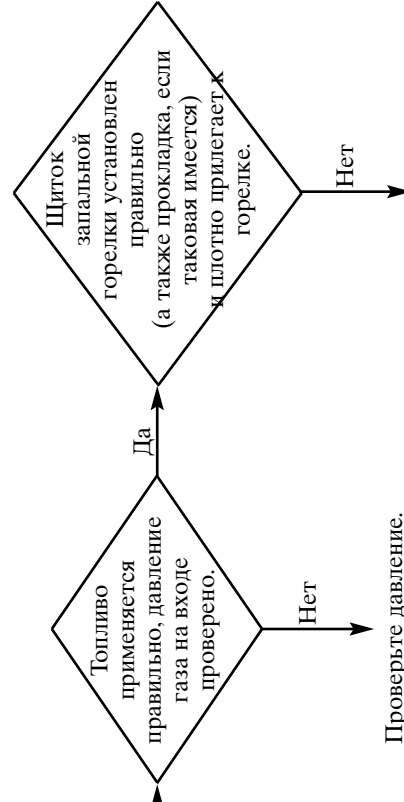 Топливо
применяется
правильно, давление
газа на входе
проверено.
Да
Нет
Проверьте давление.
Щиток
запальной
горелки установлен
правильно
(а также прокладка, если
таковая имеется)
и плотно прилегает к
горелке.
Нет